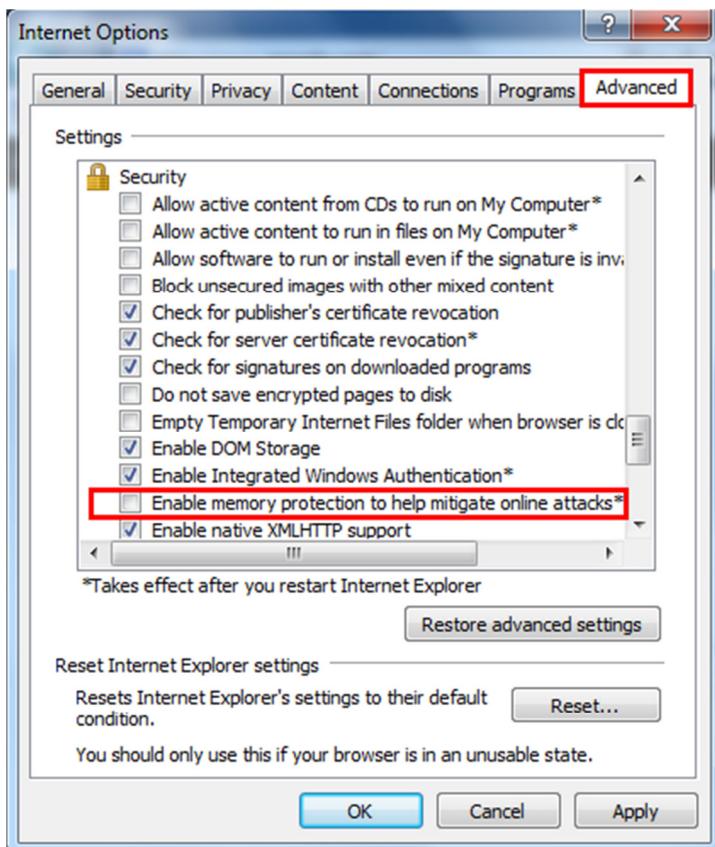 Internet Options
General Security Privacy Content Connections Programs Advanced
Settings
Security
Allow active content from CDs to run on My Computer*
Allow active content to run in files on My Computer*
Allow software to run or install even if the signature is inva
Block unsecured images with other mixed content
Check for publisher's certificate revocation
Check for server certificate revocation*
Check for signatures on downloaded programs
Do not save encrypted pages to disk
Empty Temporary Internet Files folder when browser is clo
Enable DOM Storage
Enable Integrated Windows Authentication*
Enable memory protection to help mitigate online attacks*
Enable native XMLHTTP support
*Takes effect after you restart Internet Explorer
Restore advanced settings
Reset Internet Explorer settings
Resets Internet Explorer's settings to their default
condition.
Reset...
You should only use this if your browser is in an unusable state.
OK Cancel Apply